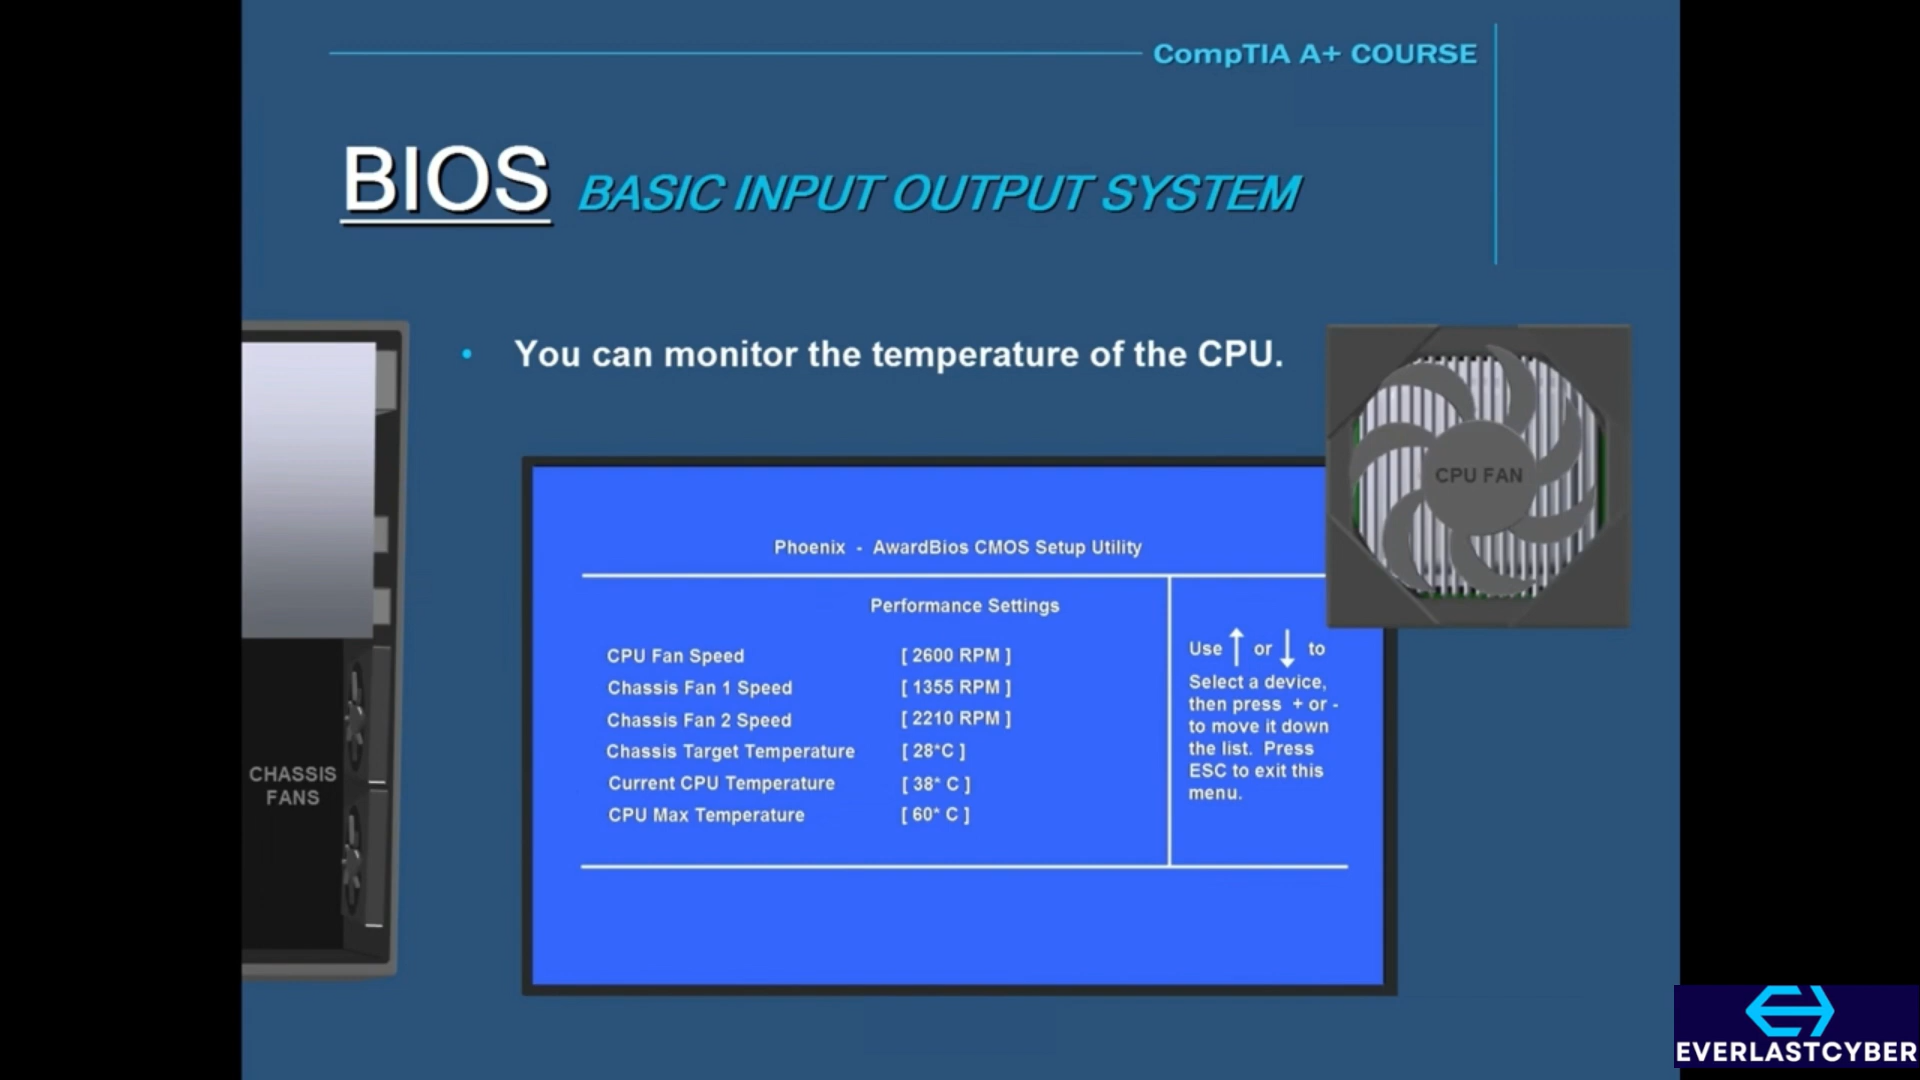 CompTIA A+ COURSE
BIOS BASIC INPUT OUTPUT SYSTEM
• You can monitor the temperature of the CPU.
CPU FAN
Phoenix - AwardBios CMOS Setup Utility
Performance Settings
CPU Fan Speed [ 2600 RPM ]
Chassis Fan 1 Speed [ 1355 RPM ]
Chassis Fan 2 Speed [ 2210 RPM ]
Chassis Target Temperature [ 28*C ]
Current CPU Temperature [ 38* C ]
CPU Max Temperature [ 60* C ]
Use ↑ or ↓ to
Select a device,
then press + or -
to move it down
the list. Press
ESC to exit this
menu.
CHASSIS
FANS
EVERLASTCYBER